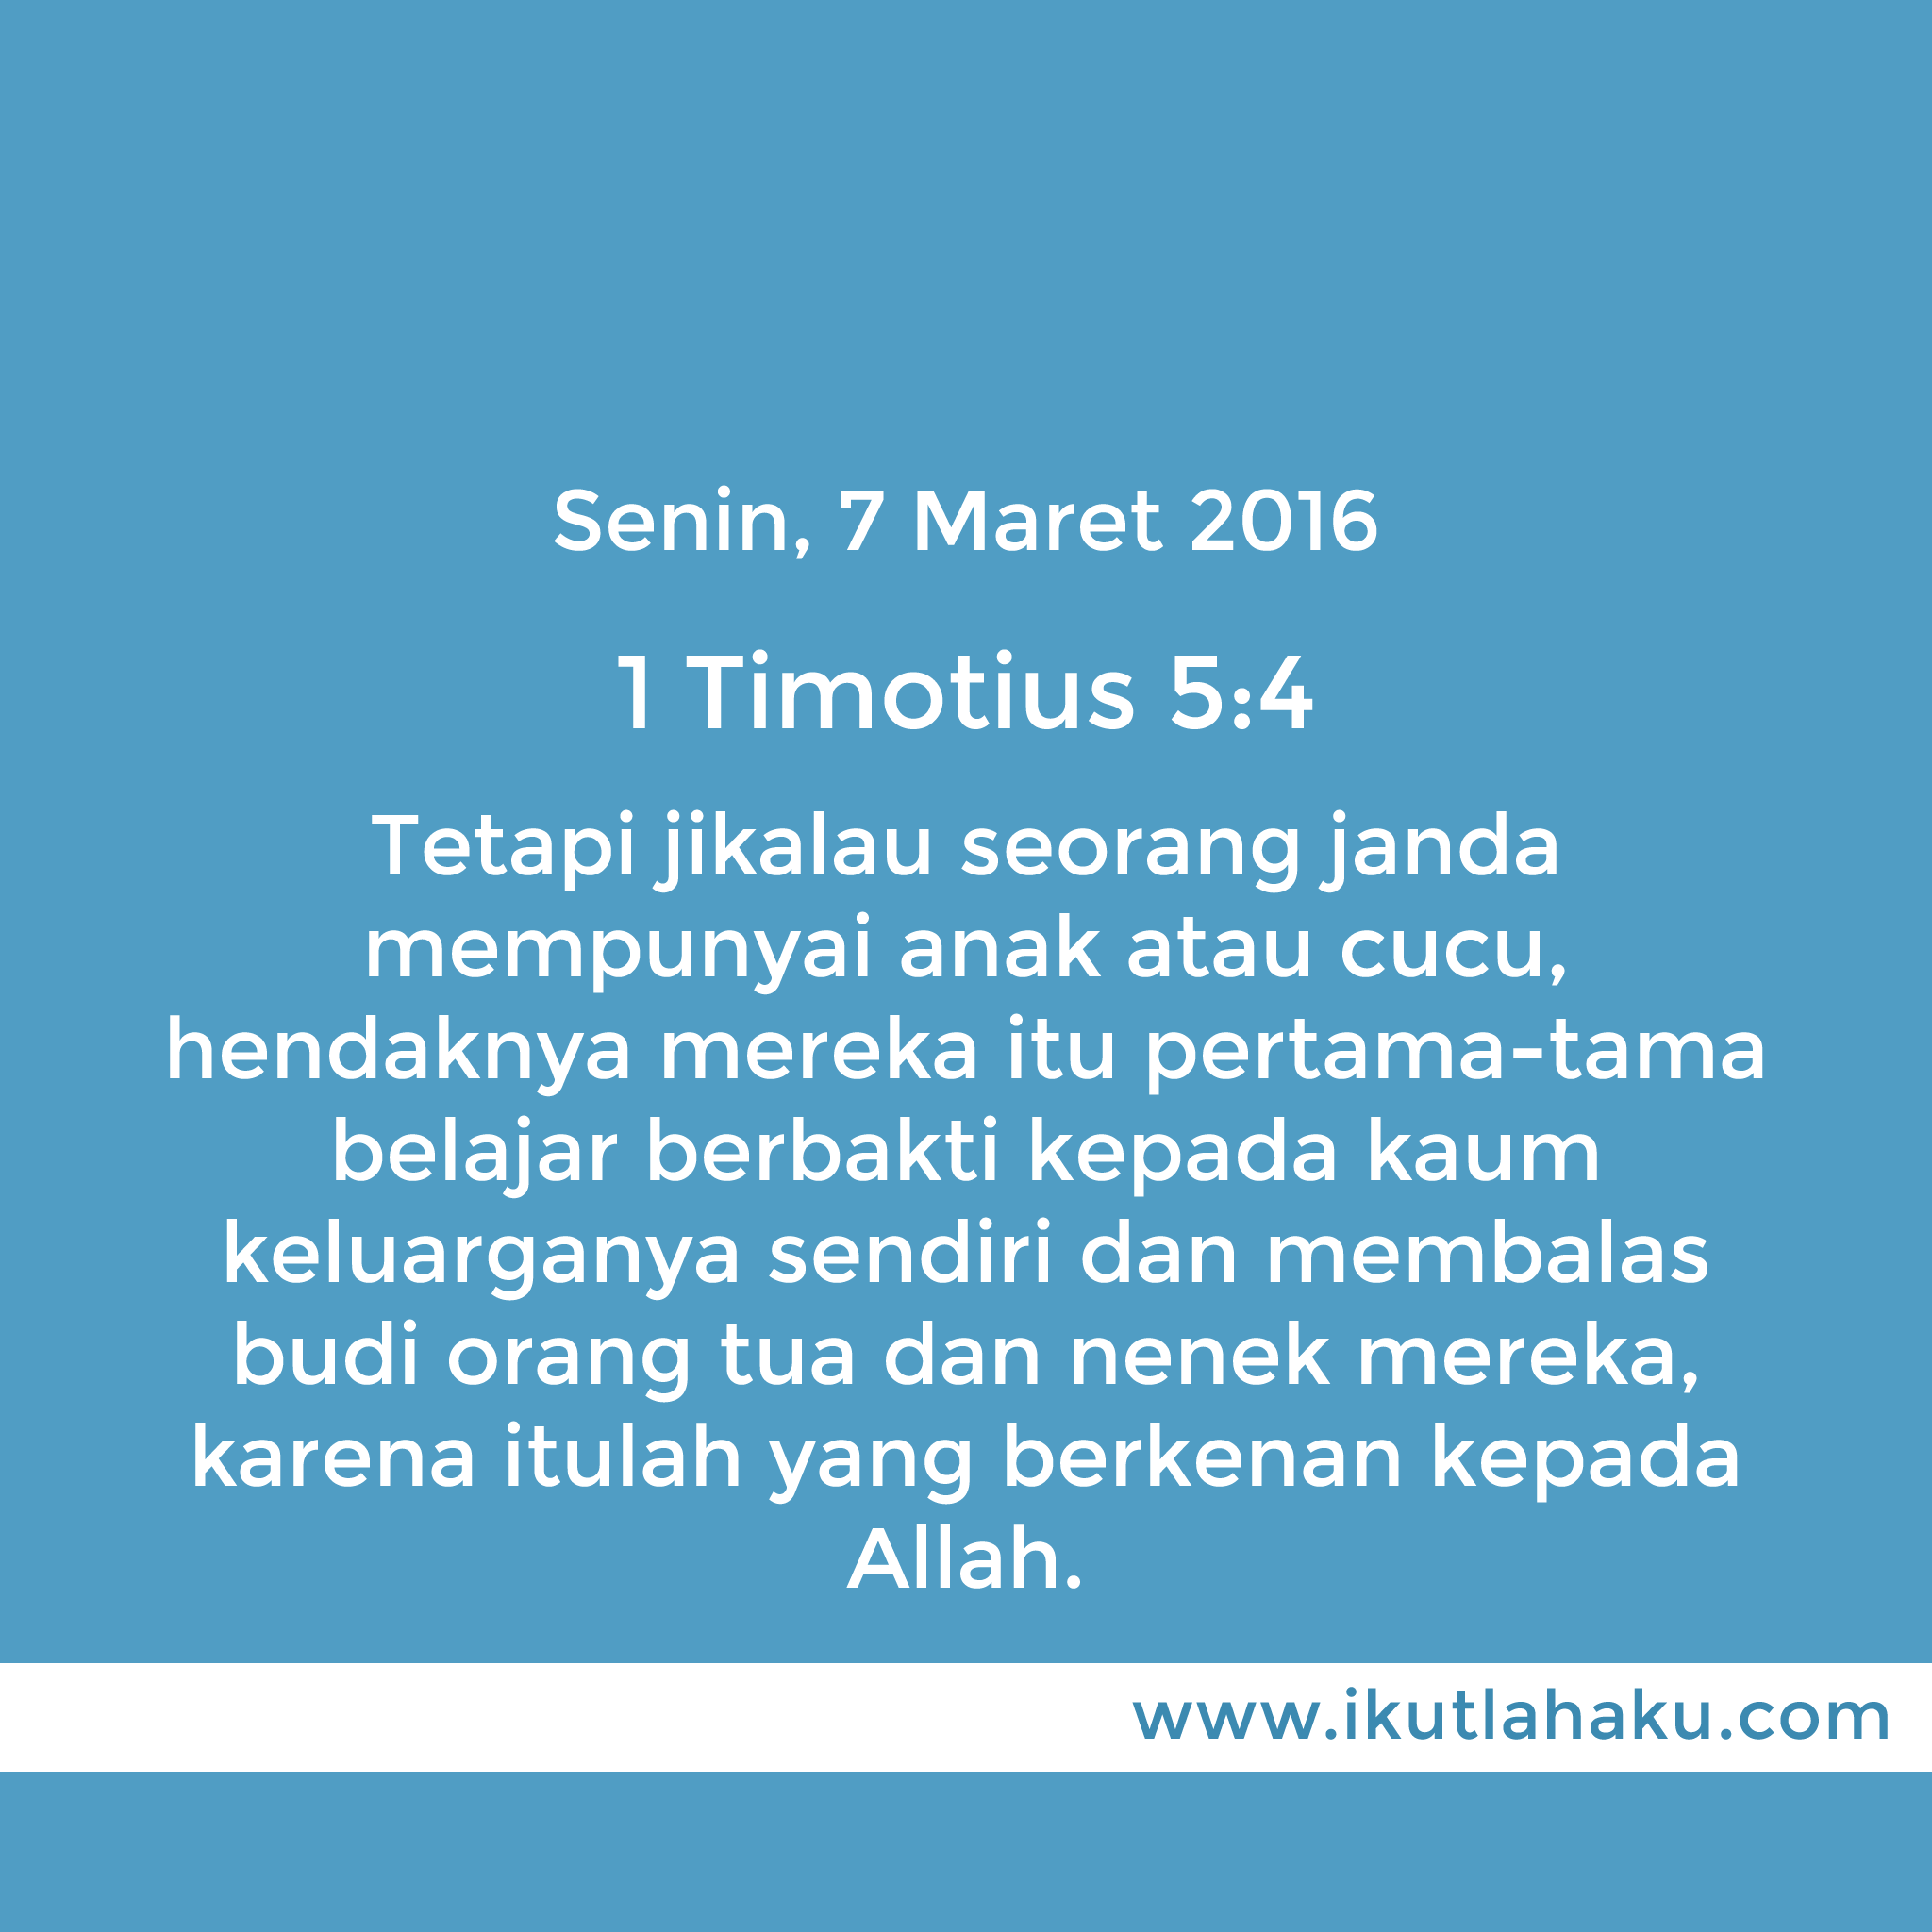 Senin, 7 Maret 2016
1 Timotius 5:4
Tetapi jikalau seorang janda
mempunyai anak atau cucu,
hendaknya mereka itu pertama-tama
belajar berbakti kepada kaum
keluarganya sendiri dan membalas
budi orang tua dan nenek mereka,
karena itulah yang berkenan kepada
Allah.
www.ikutlahaku.com